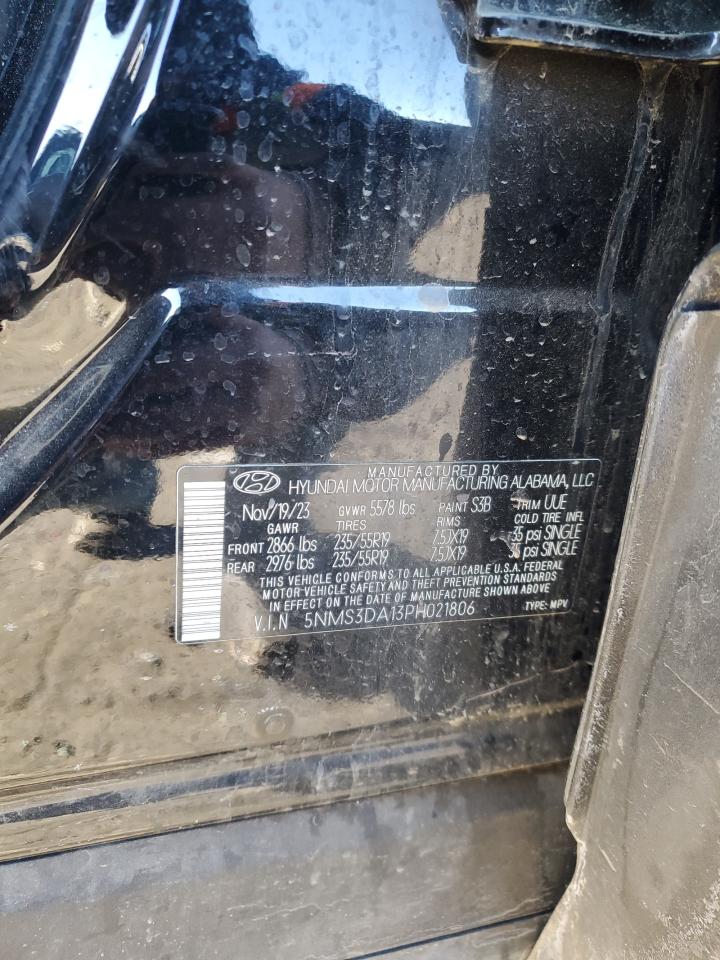 MANUFACTURED BY
HYUNDAI MOTOR MANUFACTURING ALABAMA, LLC
Nov/19/23 GVWR 5578 lbs PAINT S3B TRIM UUE
GAWR TIRES RIMS COLD TIRE INFL
FRONT 2866 lbs 235/55R19 7.5JX19 35 psi SINGLE
REAR 2976 lbs 235/55R19 7.5JX19 psi SINGLE
THIS VEHICLE CONFORMS TO ALL APPLICABLE U.S.A. FEDERAL
MOTOR VEHICLE SAFETY AND THEFT PREVENTION STANDARDS
IN EFFECT ON THE DATE OF MANUFACTURE SHOWN ABOVE.
V.I.N 5NMS3DA13PH021806 TYPE: MPV